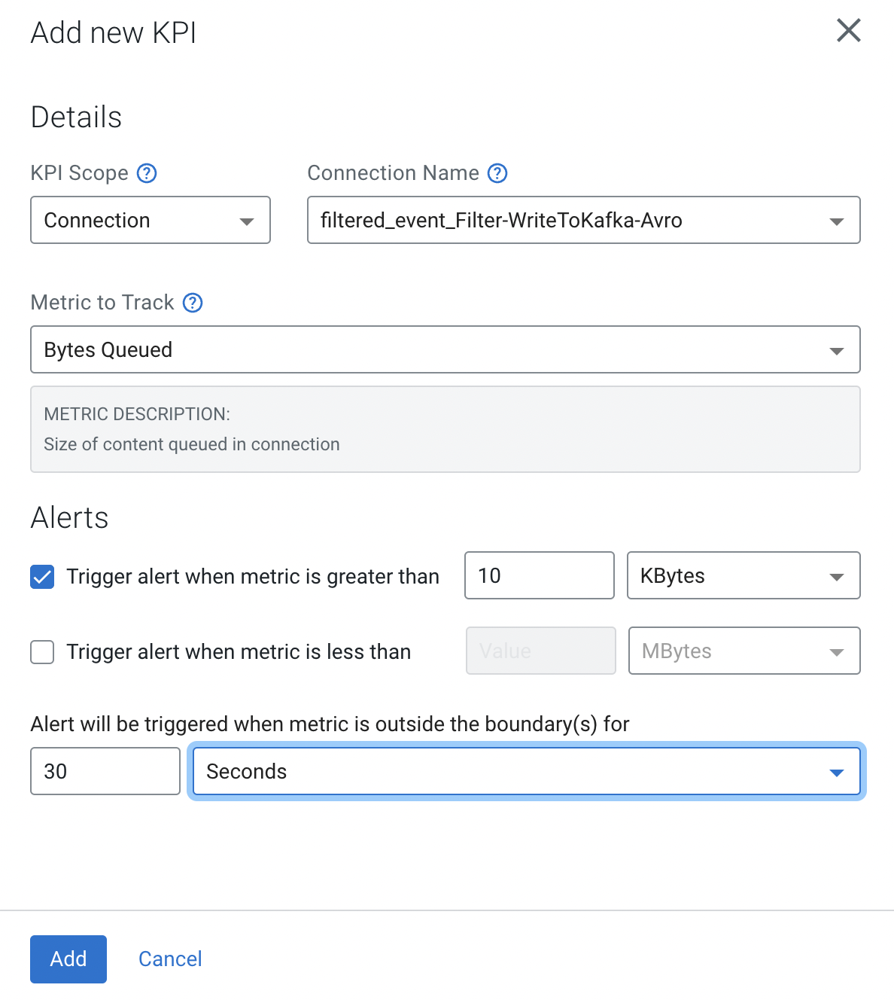 Add new KPI
Details
KPI Scope ?
Connection Name ?
Connection
filtered_event_Filter-WriteToKafka-Avro
Metric to Track ?
Bytes Queued
METRIC DESCRIPTION:
Size of content queued in connection
Alerts
Trigger alert when metric is greater than 10 KBytes
Trigger alert when metric is less than Value MBytes
Alert will be triggered when metric is outside the boundary(s) for
30 Seconds
Add Cancel